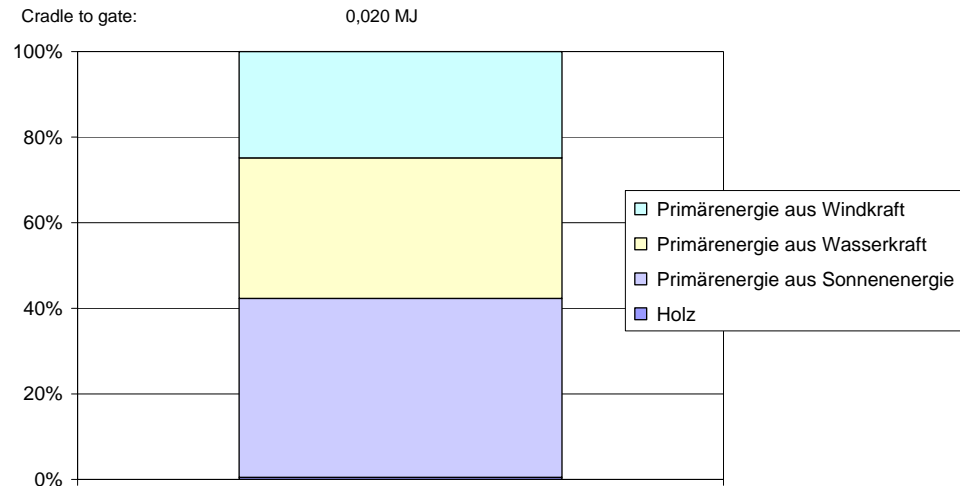 Cradle to gate: 0,020 MJ
100%
80%
60%
40%
20%
0%
Primärenergie aus Windkraft
Primärenergie aus Wasserkraft
Primärenergie aus Sonnenenergie
Holz